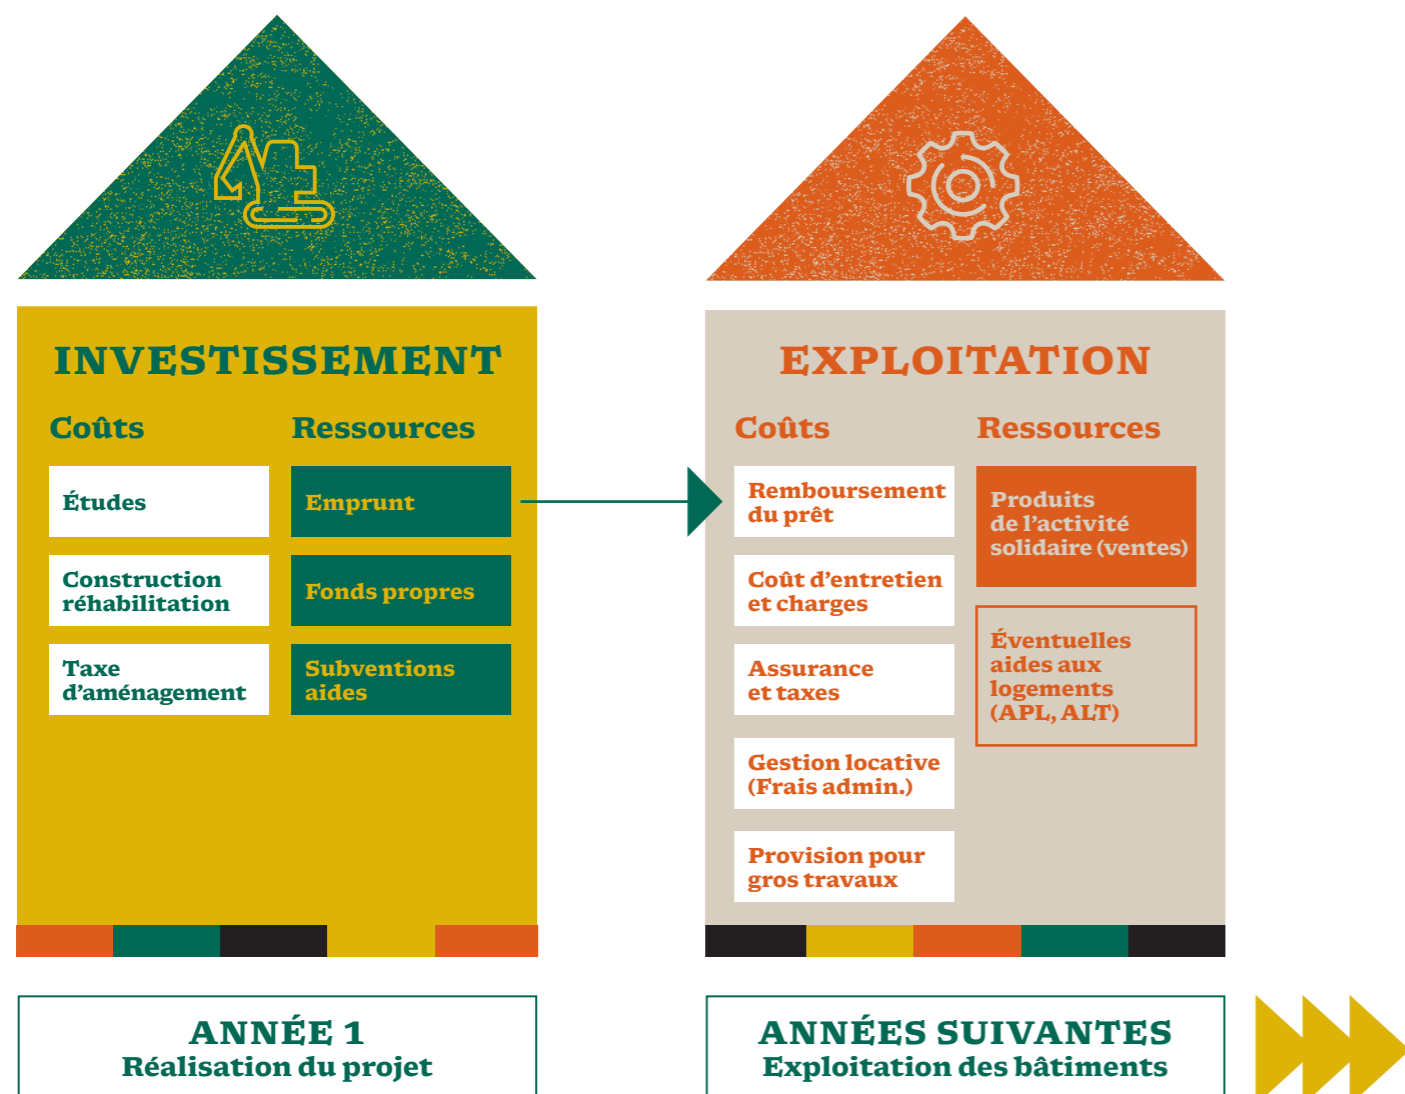 INVESTISSEMENT
Coûts
Études
Construction
réhabilitation
Taxe
d'aménagement
Ressources
Emprunt
Fonds propres
Subventions
aides
ANNÉE 1
Réalisation du projet
EXPLOITATION
Coûts
Remboursement
du prêt
Coût d'entretien
et charges
Assurance
et taxes
Gestion locative
(Frais admin.)
Provision pour
gros travaux
Ressources
Produits
de l'activité
solidaire (ventes)
Éventuelles
aides aux
logements
(APL, ALT)
ANNÉES SUIVANTES
Exploitation des bâtiments